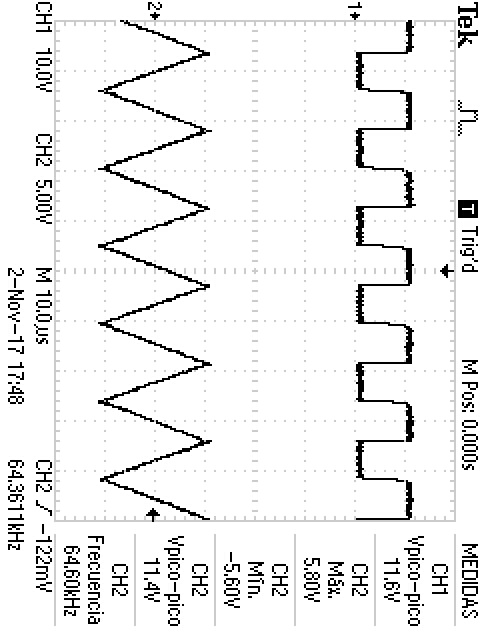 Tek T Trig'd M Pos: 0.000s MEDIDAS
CH1
Vpico-pico
11.6V
CH2
Máx.
5.80V
CH2
Mín.
-5.60V
CH2
Vpico-pico
11.4V
CH2
Frecuencia
64.60kHz
1
2
CH1 10.0V CH2 5.00V M 10.0µs CH2 -122mV
2-Nov-17 17:48 64.3611kHz